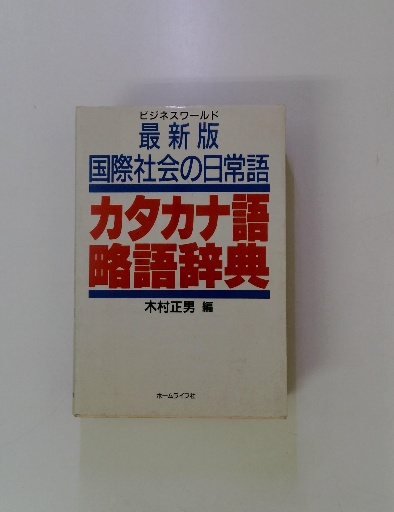 ビジネスワールド
最新版
国際社会の日常語
カタカナ語
略語辞典
木村正男 編
ホームライフ社